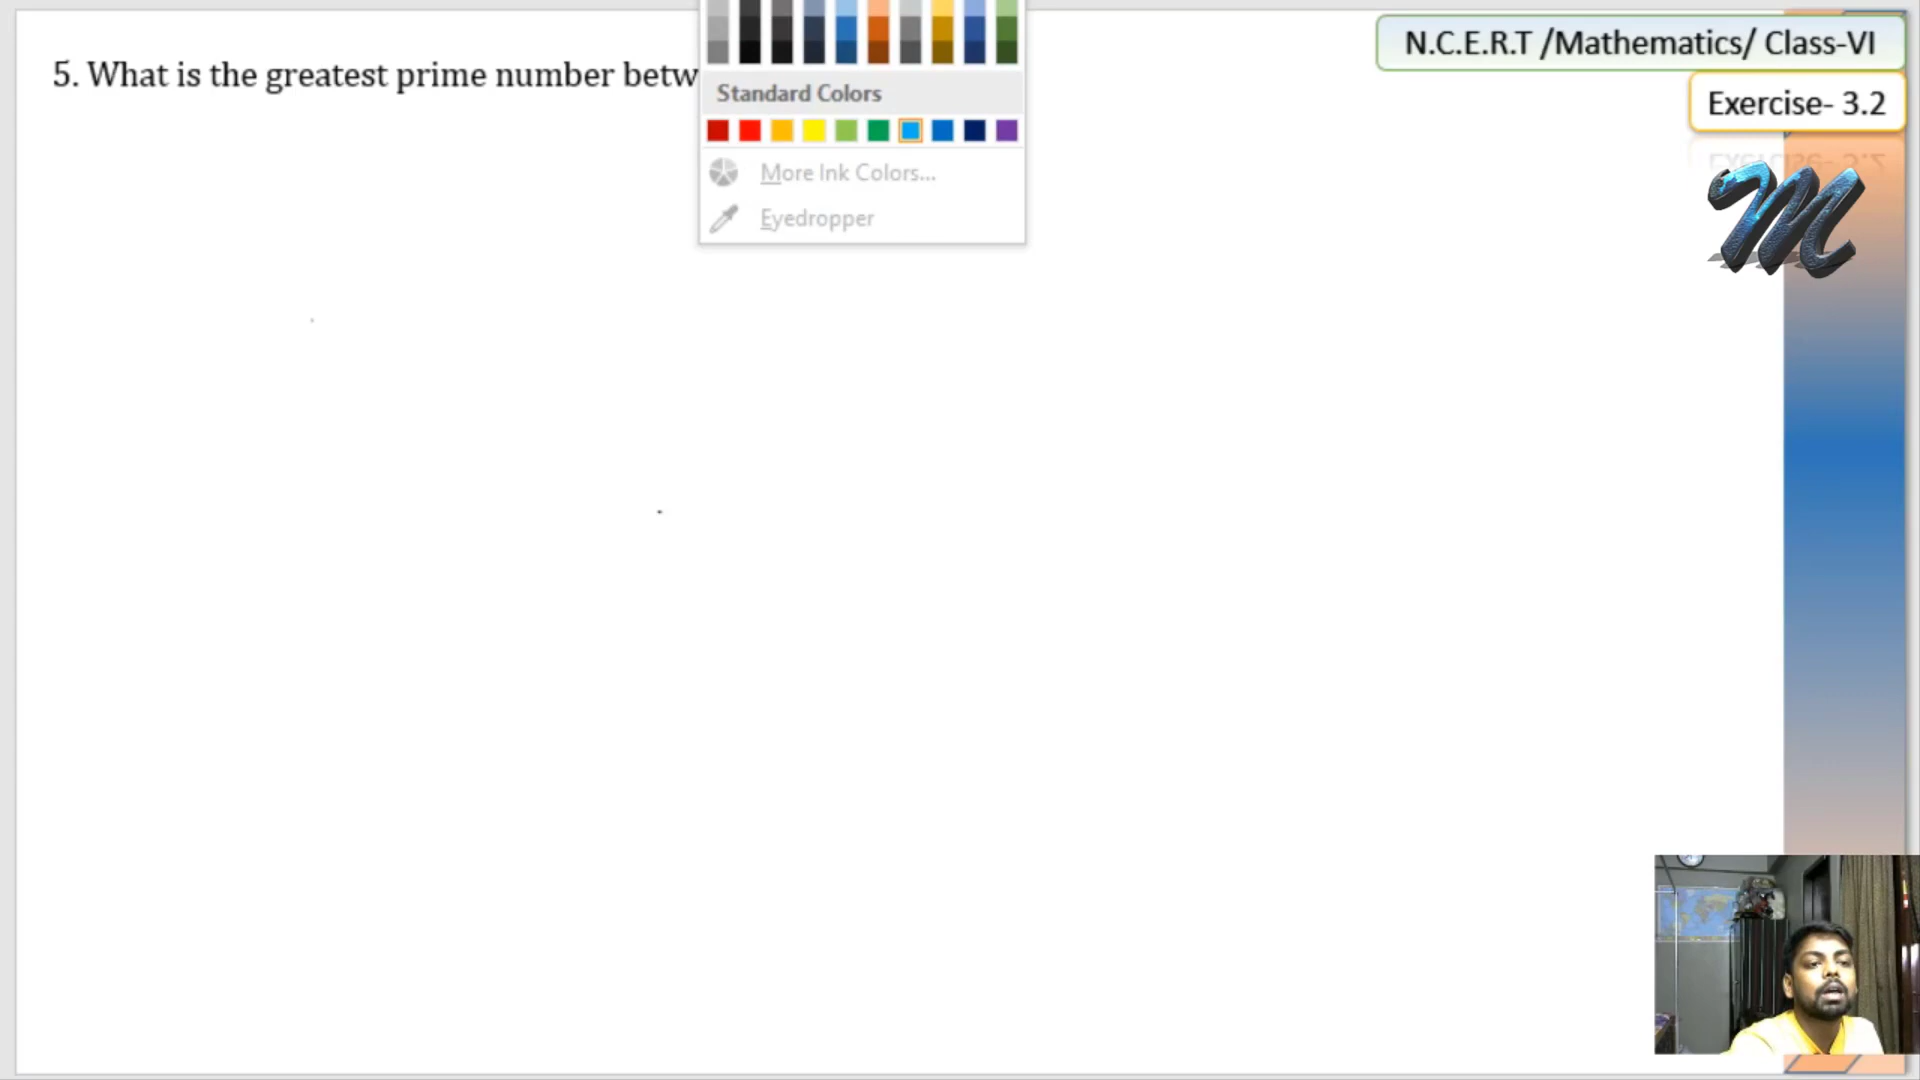 5. What is the greatest prime number betw
N.C.E.R.T /Mathematics/ Class-VI
Exercise- 3.2
Standard Colors
More Ink Colors...
Eyedropper
M